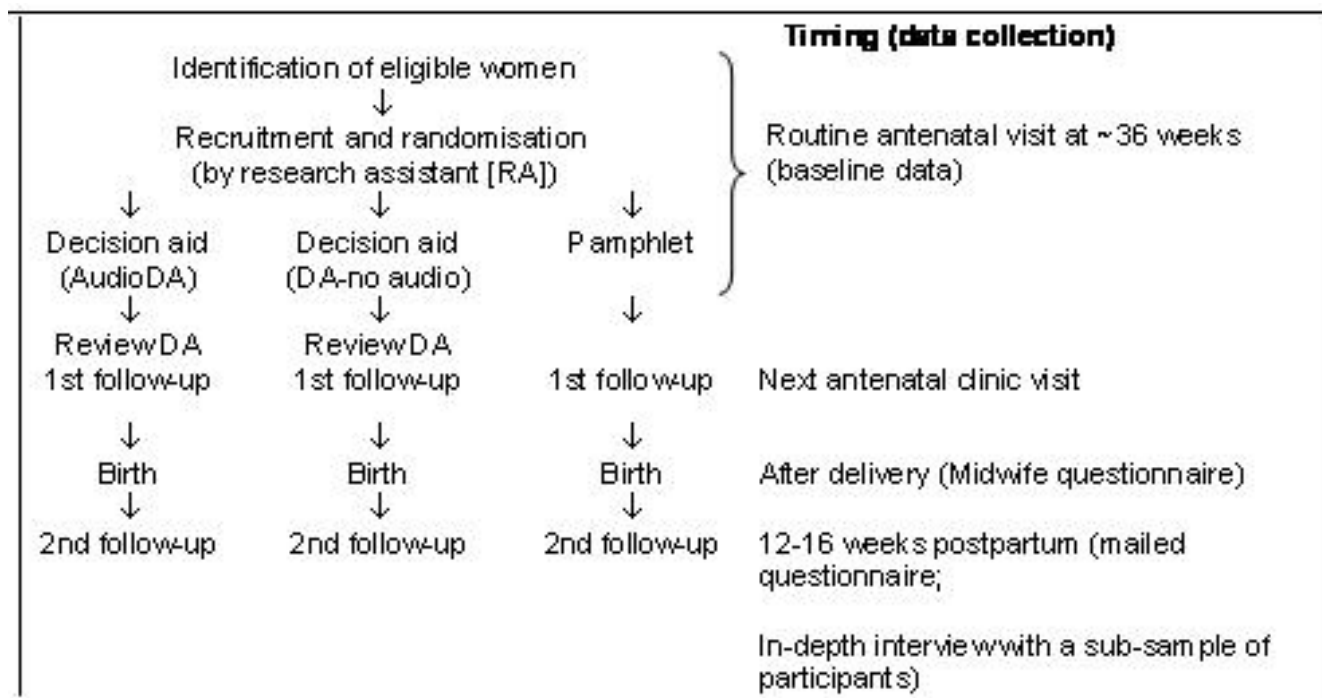 Timing (data collection)
Identification of eligible women
↓
Recruitment and randomisation
(by research assistant [RA])
Routine antenatal visit at ~36 weeks
(baseline data)
↓ ↓ ↓
Decision aid Decision aid Pamphlet
(AudioDA) (DA-no audio)
↓ ↓ ↓
Review DA Review DA
1st follow-up 1st follow-up 1st follow-up Next antenatal clinic visit
↓ ↓ ↓
Birth Birth Birth After delivery (Midwife questionnaire)
↓ ↓ ↓
2nd follow-up 2nd follow-up 2nd follow-up 12-16 weeks postpartum (mailed
questionnaire;
In-depth interview with a sub-sample of
participants)